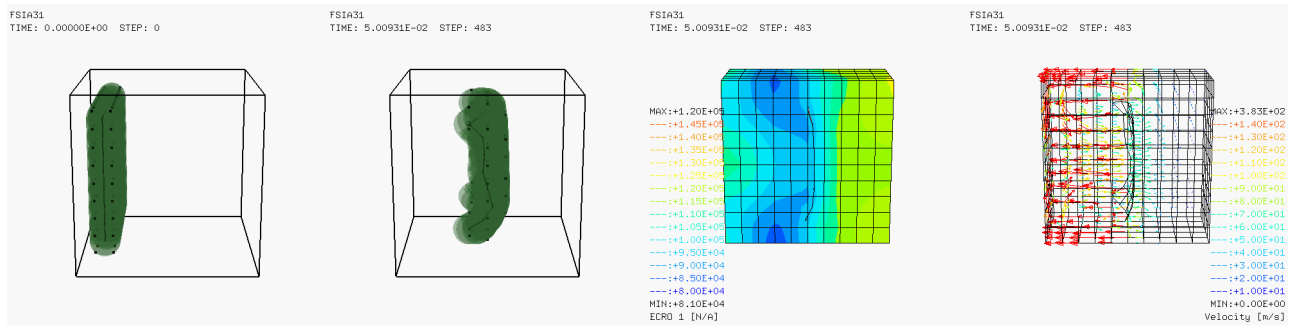 FSIA31
TIME: 0.00000E+00 STEP: 0
FSIA31
TIME: 5.00931E-02 STEP: 483
FSIA31
TIME: 5.00931E-02 STEP: 483
MAX:+1.20E+05
---:+1.45E+05
---:+1.40E+05
---:+1.35E+05
---:+1.30E+05
---:+1.25E+05
---:+1.20E+05
---:+1.15E+05
---:+1.10E+05
---:+1.05E+05
---:+1.00E+05
---:+9.50E+04
---:+9.00E+04
---:+8.50E+04
---:+8.00E+04
MIN:+8.10E+04
ECRO 1 [N/A]
FSIA31
TIME: 5.00931E-02 STEP: 483
MAX:+3.83E+02
---:+1.40E+02
---:+1.30E+02
---:+1.20E+02
---:+1.10E+02
---:+1.00E+02
---:+9.00E+01
---:+8.00E+01
---:+7.00E+01
---:+6.00E+01
---:+5.00E+01
---:+4.00E+01
---:+3.00E+01
---:+2.00E+01
---:+1.00E+01
MIN:+0.00E+00
Velocity [m/s]